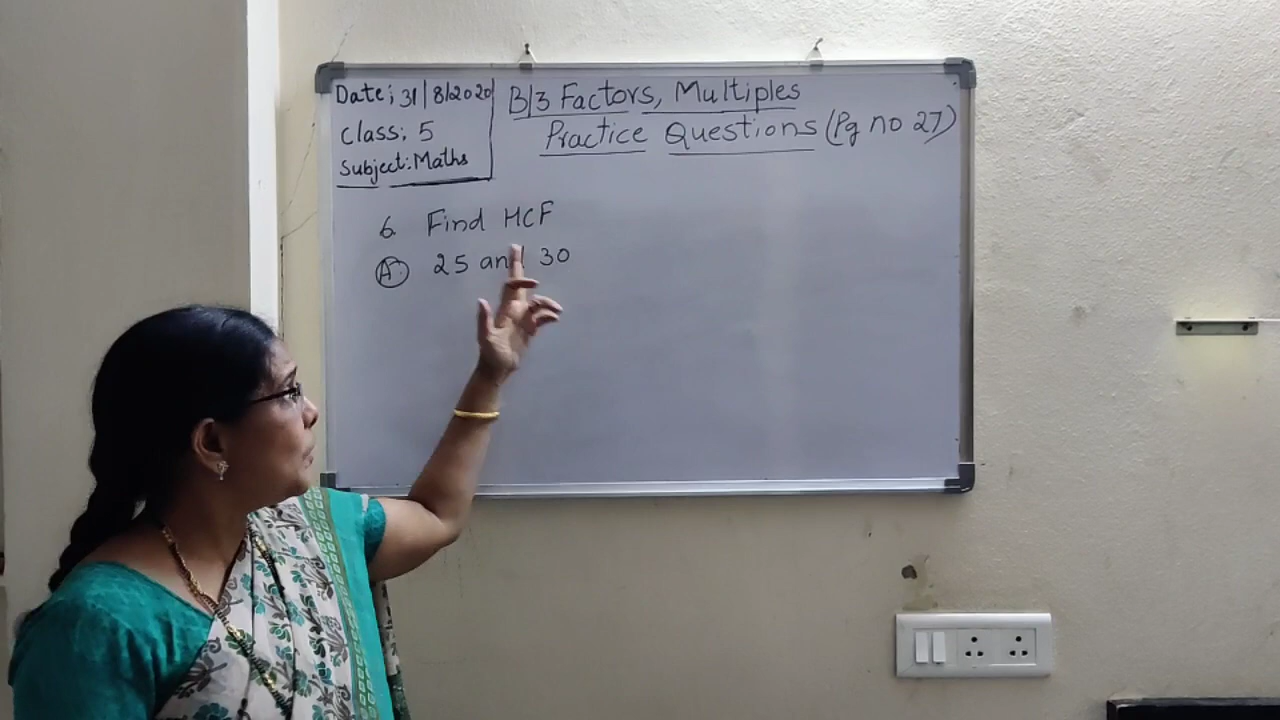 Date; 31/8/2020
Class; 5
Subject: Maths
B/3 Factors, Multiples
Practice Questions (Pg no 27)
6. Find HCF
A. 25 and 30